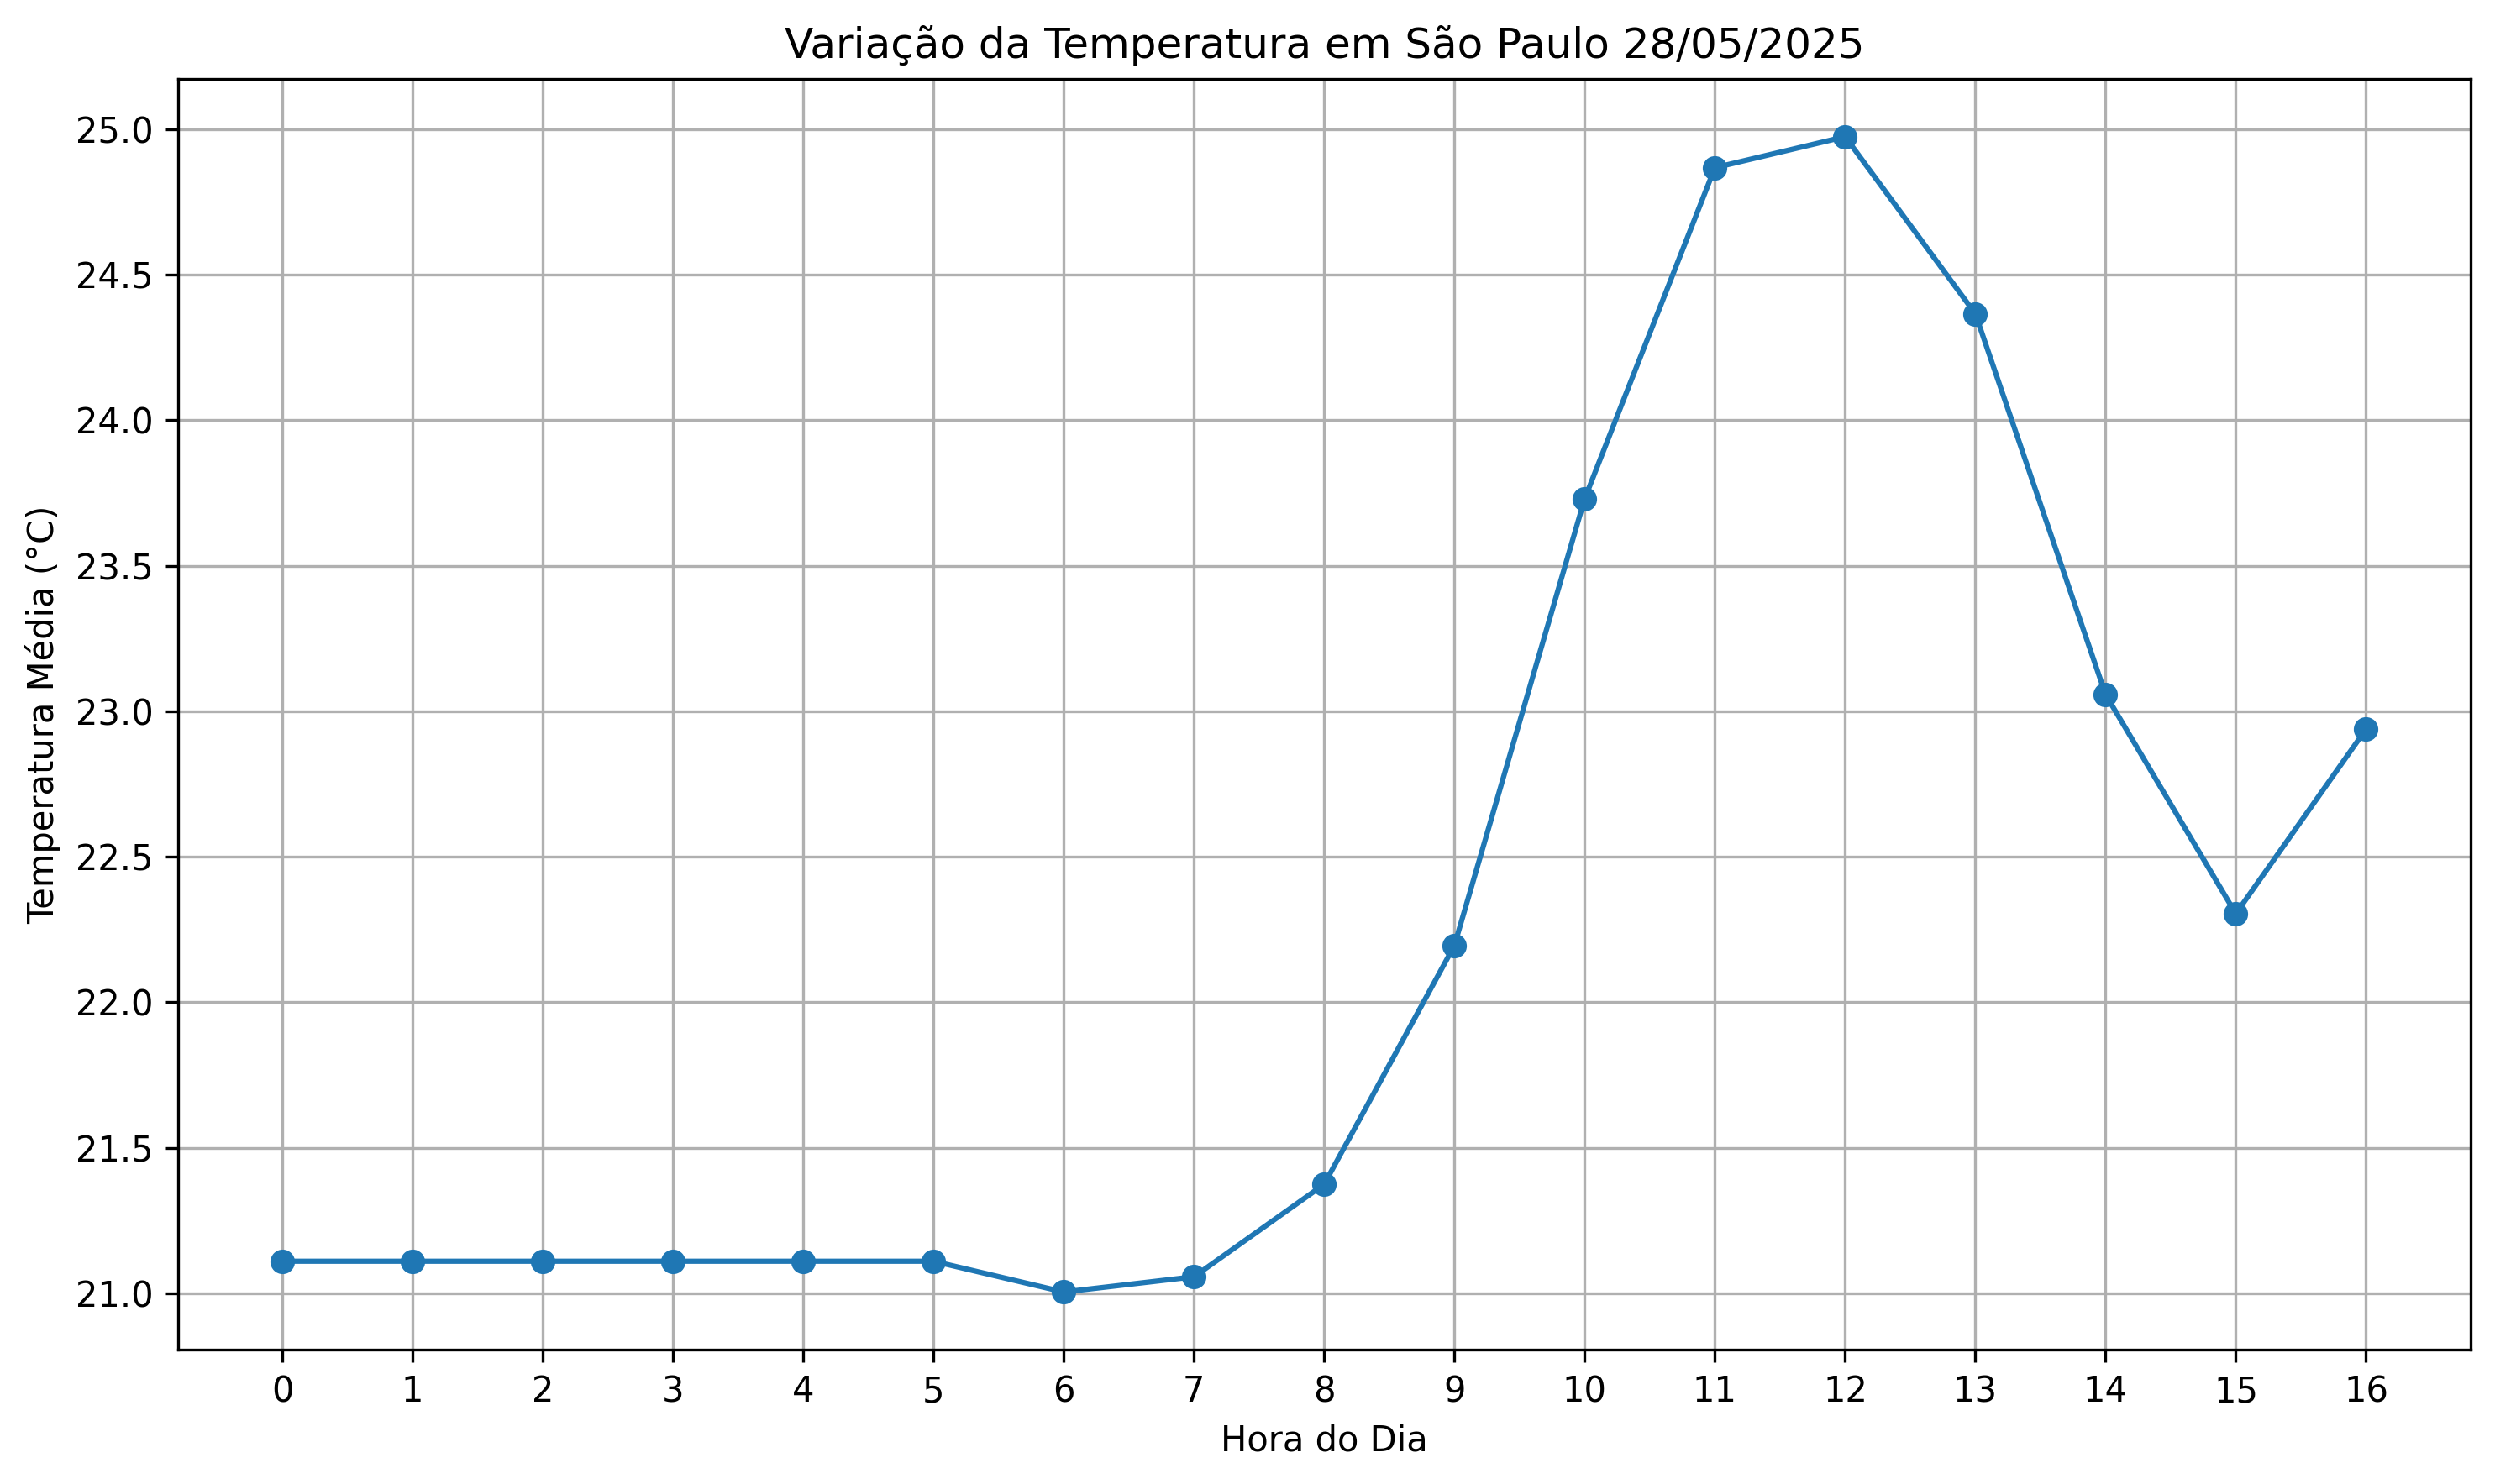 Variação da Temperatura em São Paulo 28/05/2025
Temperatura Média (°C)
25.0
24.5
24.0
23.5
23.0
22.5
22.0
21.5
21.0
0 1 2 3 4 5 6 7 8 9 10 11 12 13 14 15 16
Hora do Dia